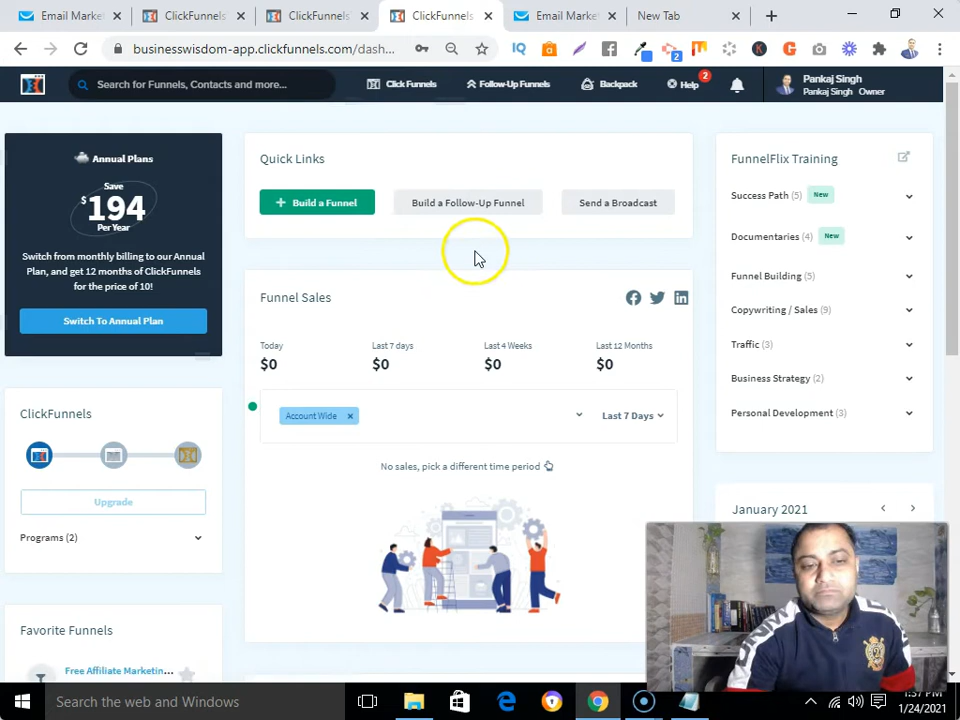 Email Marke
ClickFunnels
ClickFunnels
ClickFunnels
Email Marke
New Tab
businesswisdom-app.clickfunnels.com/dash...
2
Search for Funnels, Contacts and more...
Click Funnels
Follow-Up Funnels
Backpack
Help
2
Pankaj Singh
Pankaj Singh Owner
Annual Plans
Save
$194
Per Year
Switch from monthly billing to our Annual
Plan, and get 12 months of ClickFunnels
for the price of 10!
Switch To Annual Plan
ClickFunnels
Upgrade
Programs (2)
Favorite Funnels
Free Affiliate Marketin...
Quick Links
+ Build a Funnel
Build a Follow-Up Funnel
Send a Broadcast
Funnel Sales
Today
Last 7 days
Last 4 Weeks
Last 12 Months
$0
$0
$0
$0
Account Wide ×
Last 7 Days
No sales, pick a different time period
FunnelFlix Training
Success Path (5) New
Documentaries (4) New
Funnel Building (5)
Copywriting / Sales (9)
Traffic (3)
Business Strategy (2)
Personal Development (3)
January 2021
Search the web and Windows
1:37 PM
1/24/2021